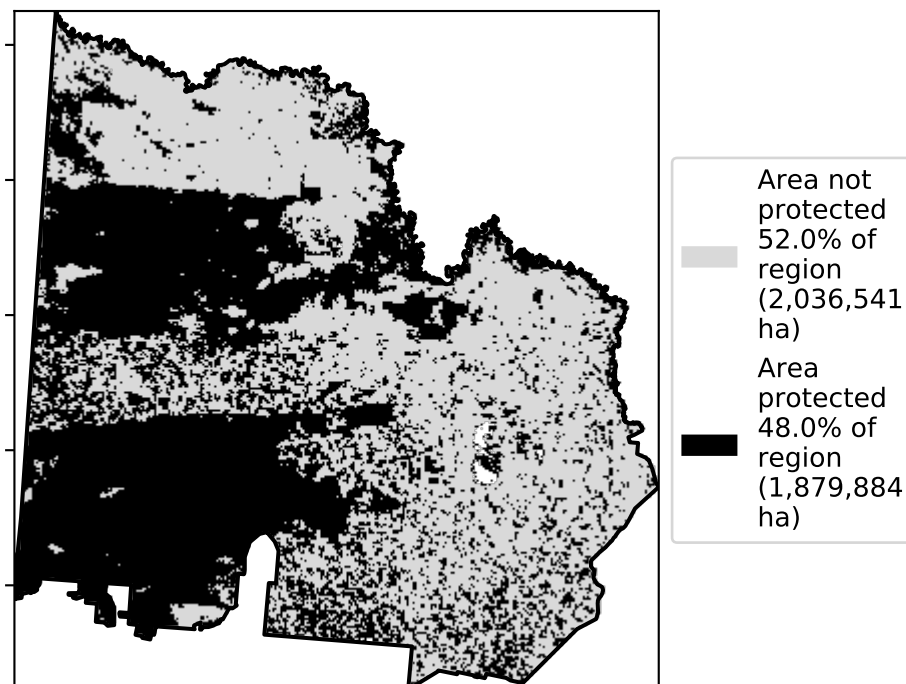 Area not
protected
52.0% of
region
(2,036,541
ha)
Area
protected
48.0% of
region
(1,879,884
ha)